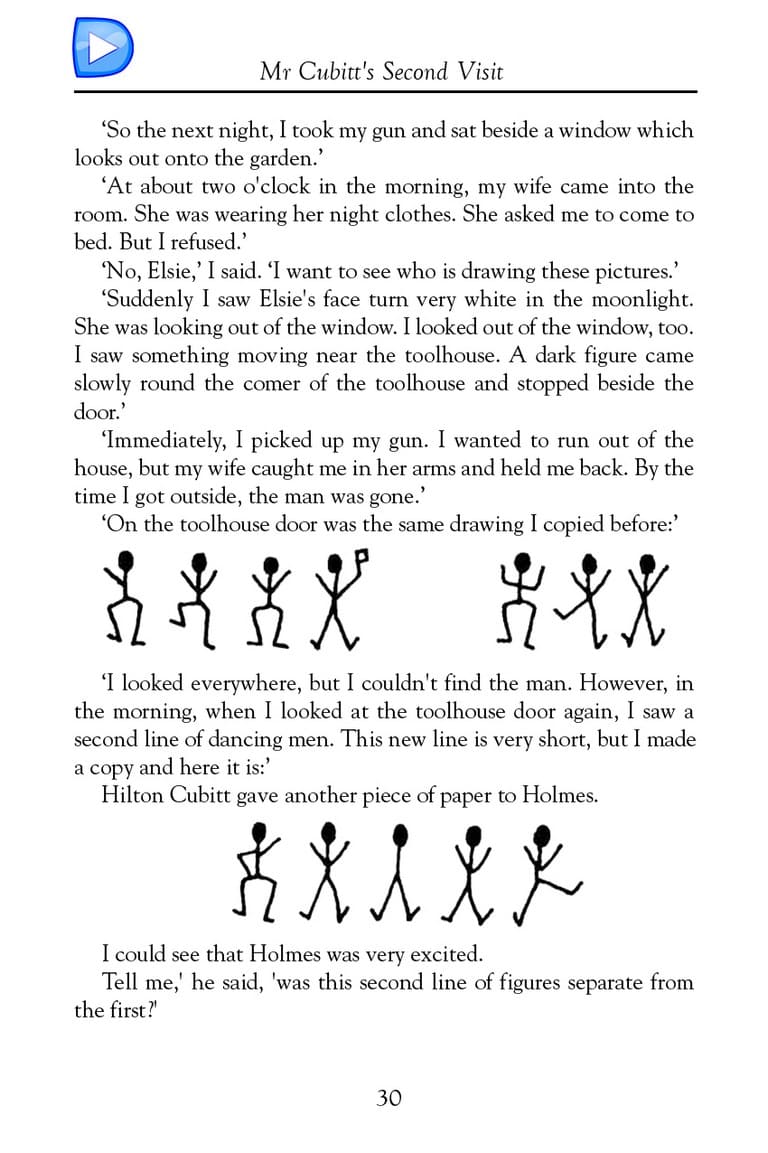 Mr Cubitt's Second Visit
‘So the next night, I took my gun and sat beside a window which
looks out onto the garden.’
‘At about two o'clock in the morning, my wife came into the
room. She was wearing her night clothes. She asked me to come to
bed. But I refused.’
‘No, Elsie,’ I said. ‘I want to see who is drawing these pictures.’
‘Suddenly I saw Elsie's face turn very white in the moonlight.
She was looking out of the window. I looked out of the window, too.
I saw something moving near the toolhouse. A dark figure came
slowly round the comer of the toolhouse and stopped beside the
door.’
‘Immediately, I picked up my gun. I wanted to run out of the
house, but my wife caught me in her arms and held me back. By the
time I got outside, the man was gone.’
‘On the toolhouse door was the same drawing I copied before:’
‘I looked everywhere, but I couldn't find the man. However, in
the morning, when I looked at the toolhouse door again, I saw a
second line of dancing men. This new line is very short, but I made
a copy and here it is:’
Hilton Cubitt gave another piece of paper to Holmes.
I could see that Holmes was very excited.
Tell me,' he said, 'was this second line of figures separate from
the first?'
30